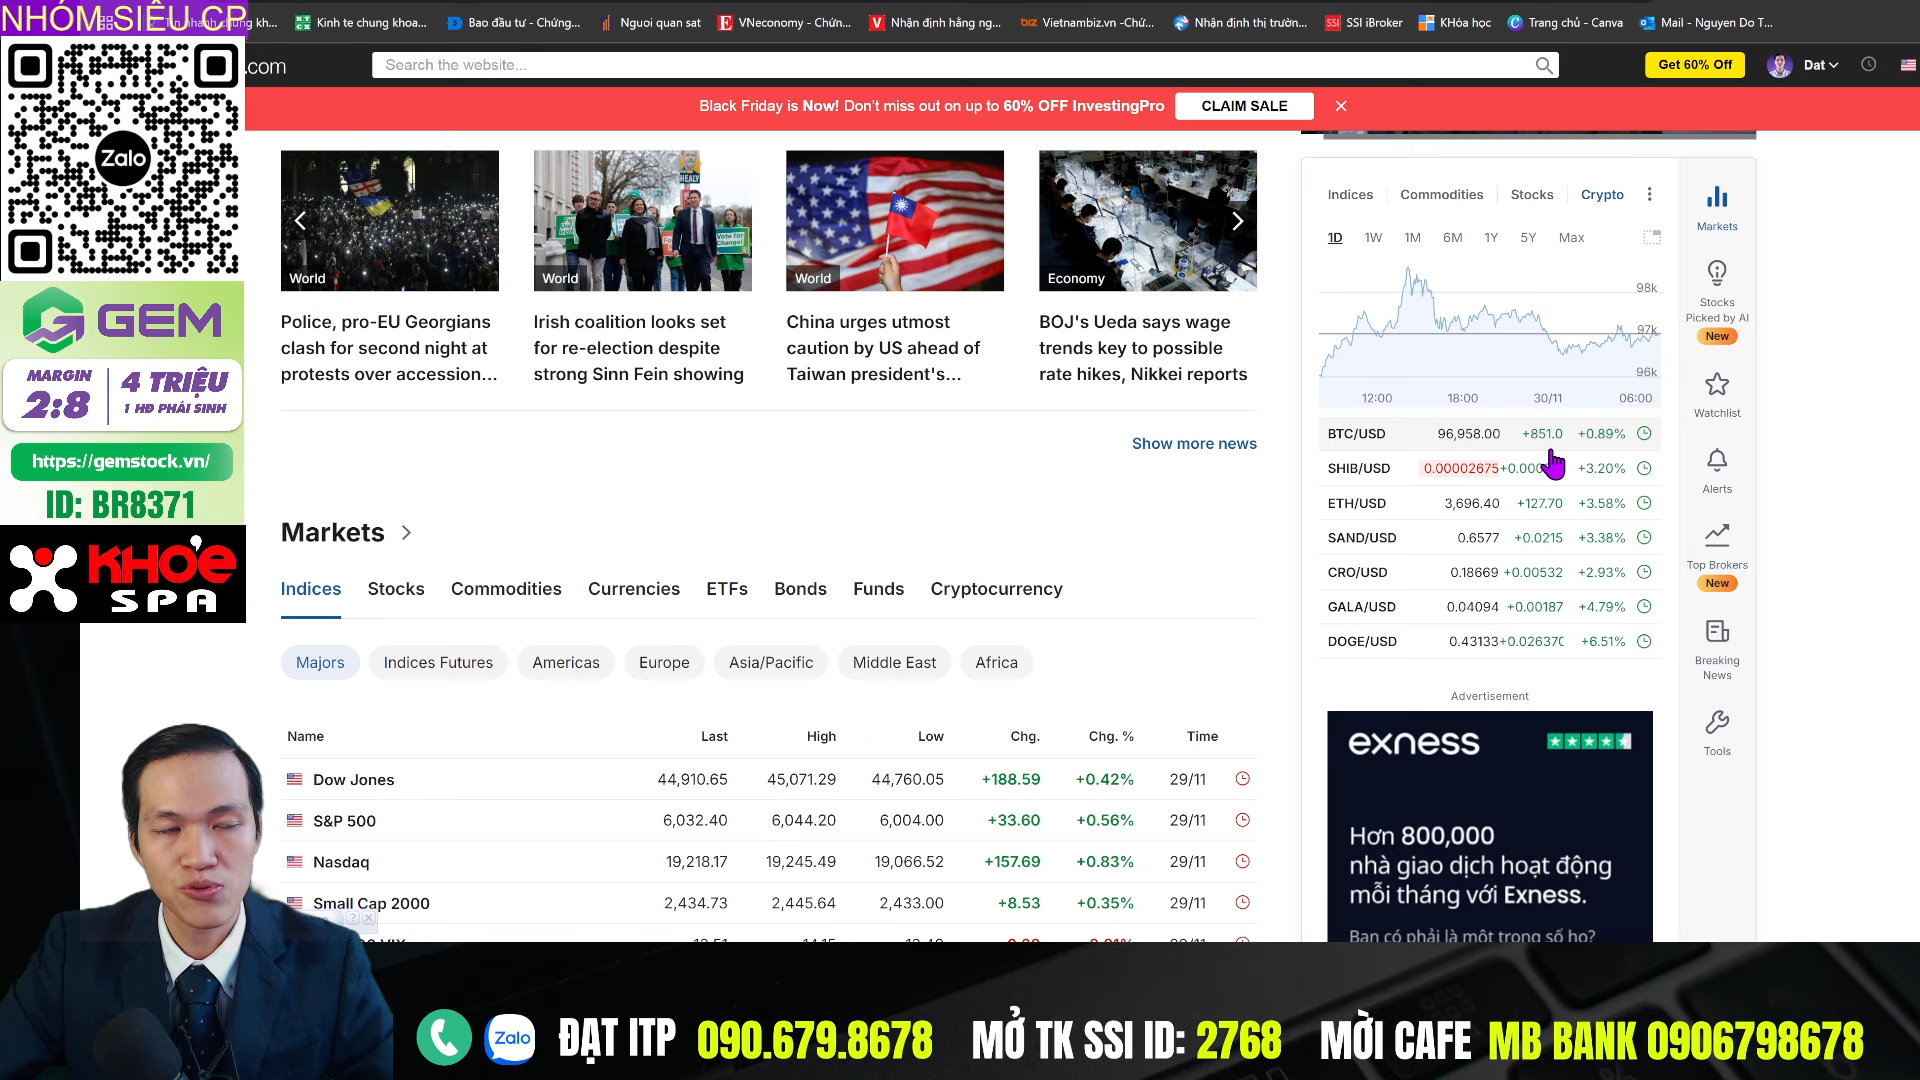 NHÓM SIÊU CP
Kinh te chung khoa...
Bao đầu tư - Chứng...
Nguoi quan sat
VNeconomy - Chứn...
Nhận định hằng ng...
Vietnambiz.vn -Chứ...
Nhận định thị trườn...
SSI iBroker
KHóa học
Trang chủ - Canva
Mail - Nguyen Do T...
Zalo
.com
Search the website...
Get 60% Off
Dat
Black Friday is Now! Don't miss out on up to 60% OFF InvestingPro
CLAIM SALE
GEM
MARGIN 2:8
4 TRIỆU
1 HĐ PHÁI SINH
https://gemstock.vn/
ID: BR8371
KHOẺ
SPA
World
Police, pro-EU Georgians
clash for second night at
protests over accession...
World
Irish coalition looks set
for re-election despite
strong Sinn Fein showing
World
China urges utmost
caution by US ahead of
Taiwan president's...
Economy
BOJ's Ueda says wage
trends key to possible
rate hikes, Nikkei reports
Show more news
Markets
Indices Stocks Commodities Currencies ETFs Bonds Funds Cryptocurrency
Majors Indices Futures Americas Europe Asia/Pacific Middle East Africa
Name Last High Low Chg. Chg. % Time
Dow Jones 44,910.65 45,071.29 44,760.05 +188.59 +0.42% 29/11
S&P 500 6,032.40 6,044.20 6,004.00 +33.60 +0.56% 29/11
Nasdaq 19,218.17 19,245.49 19,066.52 +157.69 +0.83% 29/11
Small Cap 2000 2,434.73 2,445.64 2,433.00 +8.53 +0.35% 29/11
Indices Commodities Stocks Crypto
1D 1W 1M 6M 1Y 5Y Max
98k
97k
96k
12:00 18:00 30/11 06:00
BTC/USD 96,958.00 +851.0 +0.89%
SHIB/USD 0.00002675 +0.000 +3.20%
ETH/USD 3,696.40 +127.70 +3.58%
SAND/USD 0.6577 +0.0215 +3.38%
CRO/USD 0.18669 +0.00532 +2.93%
GALA/USD 0.04094 +0.00187 +4.79%
DOGE/USD 0.43133 +0.026370 +6.51%
Advertisement
exness
Hơn 800,000
nhà giao dịch hoạt động
mỗi tháng với Exness.
Bạn có phải là một trong số họ?
Markets
Stocks
Picked by AI
New
Watchlist
Alerts
Top Brokers
New
Breaking
News
Tools
Zalo ĐẠT ITP 090.679.8678 MỞ TK SSI ID: 2768 MỜI CAFE MB BANK 0906798678